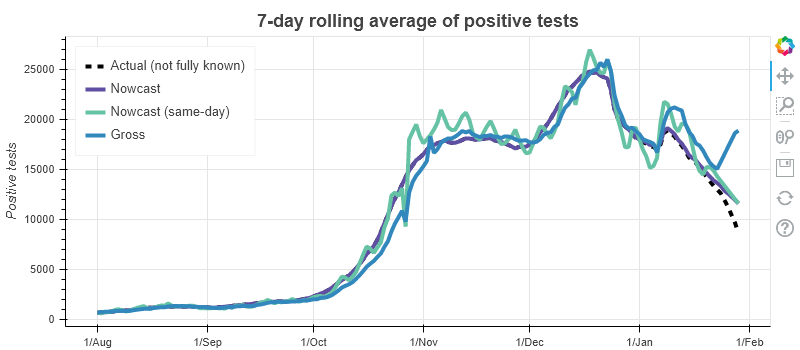 7-day rolling average of positive tests
Actual (not fully known)
Nowcast
Nowcast (same-day)
Gross
Positive tests
25000
20000
15000
10000
5000
0
1/Aug
1/Sep
1/Oct
1/Nov
1/Dec
1/Jan
1/Feb